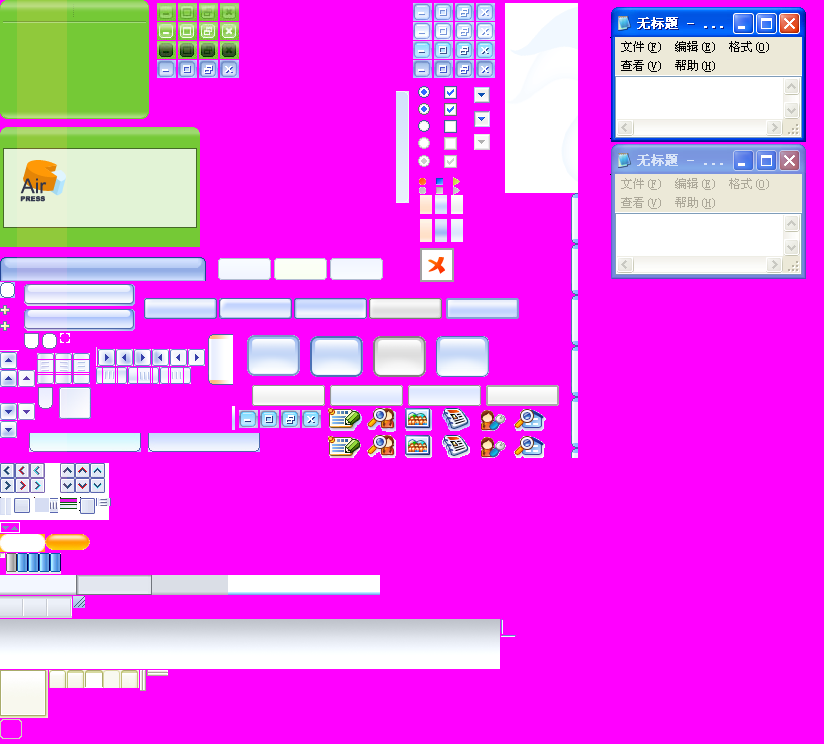 无标题 - ...
文件(F) 编辑(E) 格式(O)
查看(V) 帮助(H)
无标题 - ...
文件(F) 编辑(E) 格式(O)
查看(V) 帮助(H)
Air
PRESS